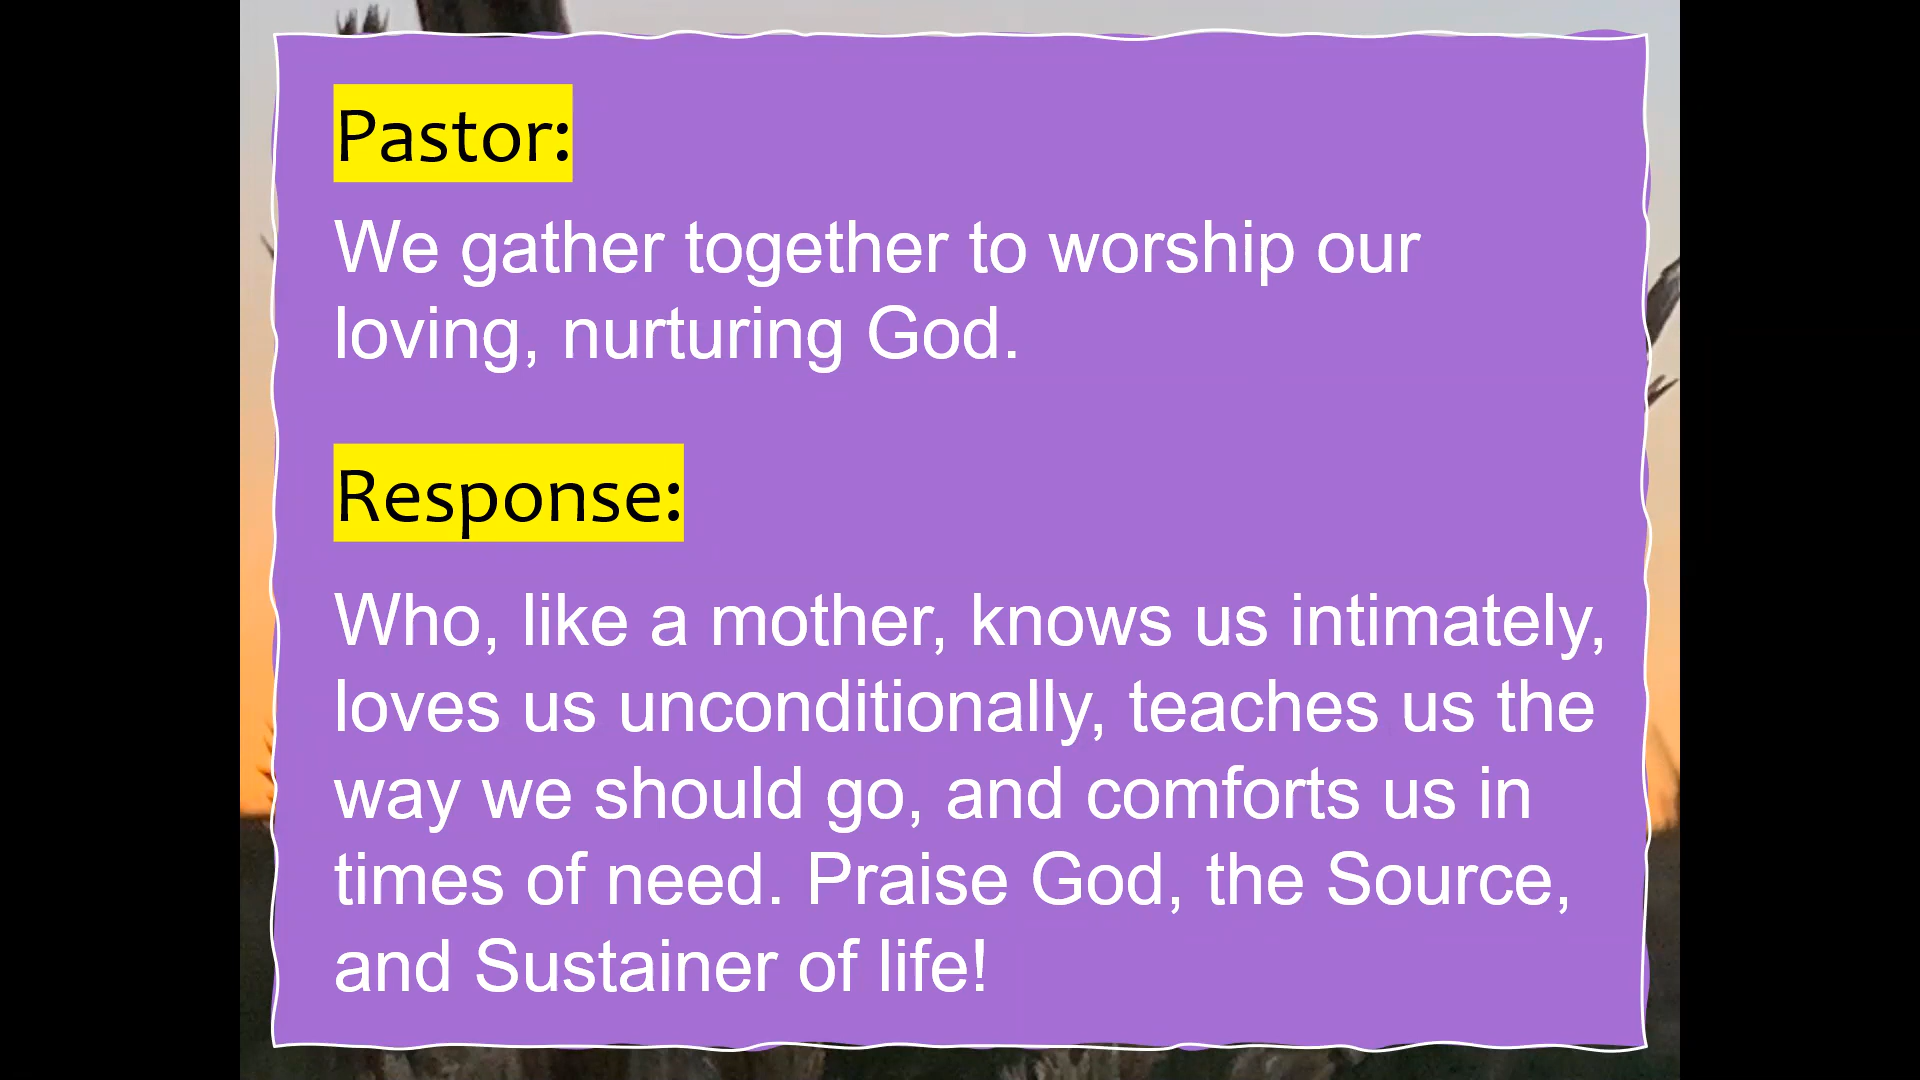 Pastor:
We gather together to worship our
loving, nurturing God.
Response:
Who, like a mother, knows us intimately,
loves us unconditionally, teaches us the
way we should go, and comforts us in
times of need. Praise God, the Source,
and Sustainer of life!